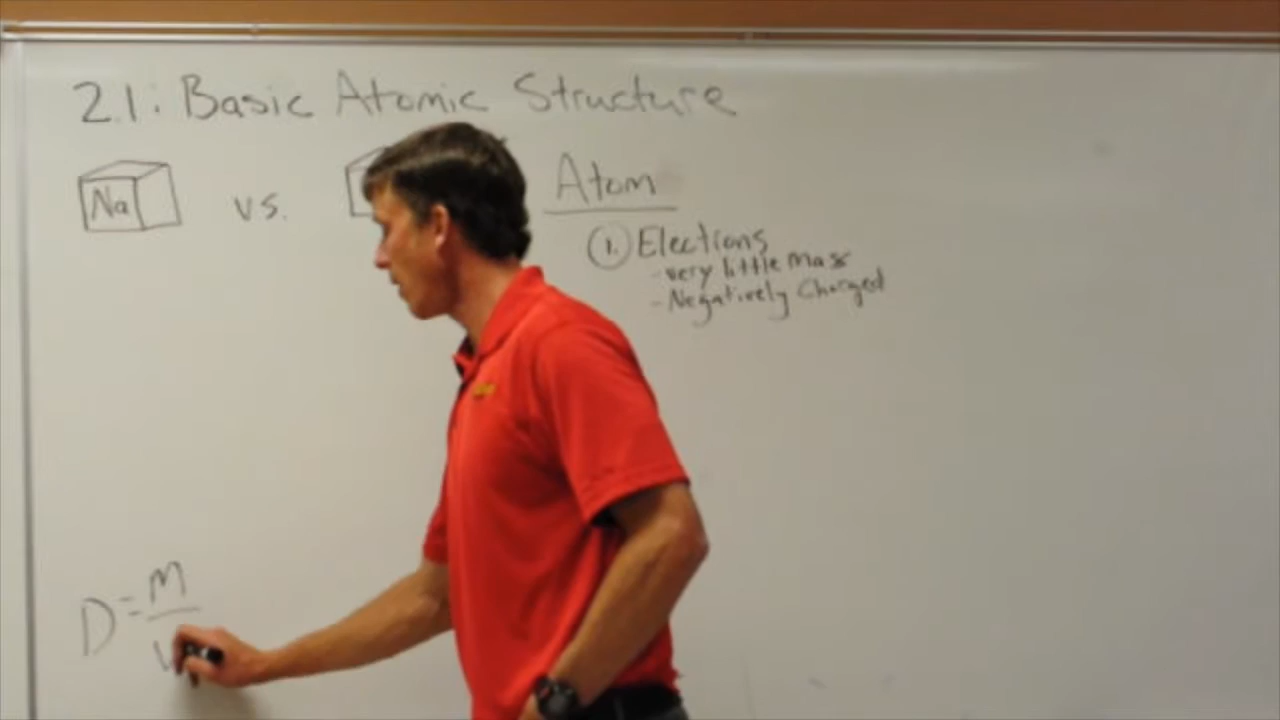 2.1: Basic Atomic Structure
Na vs.
Atom
1. Electrons
- very little mass
- Negatively Charged
D = M
V